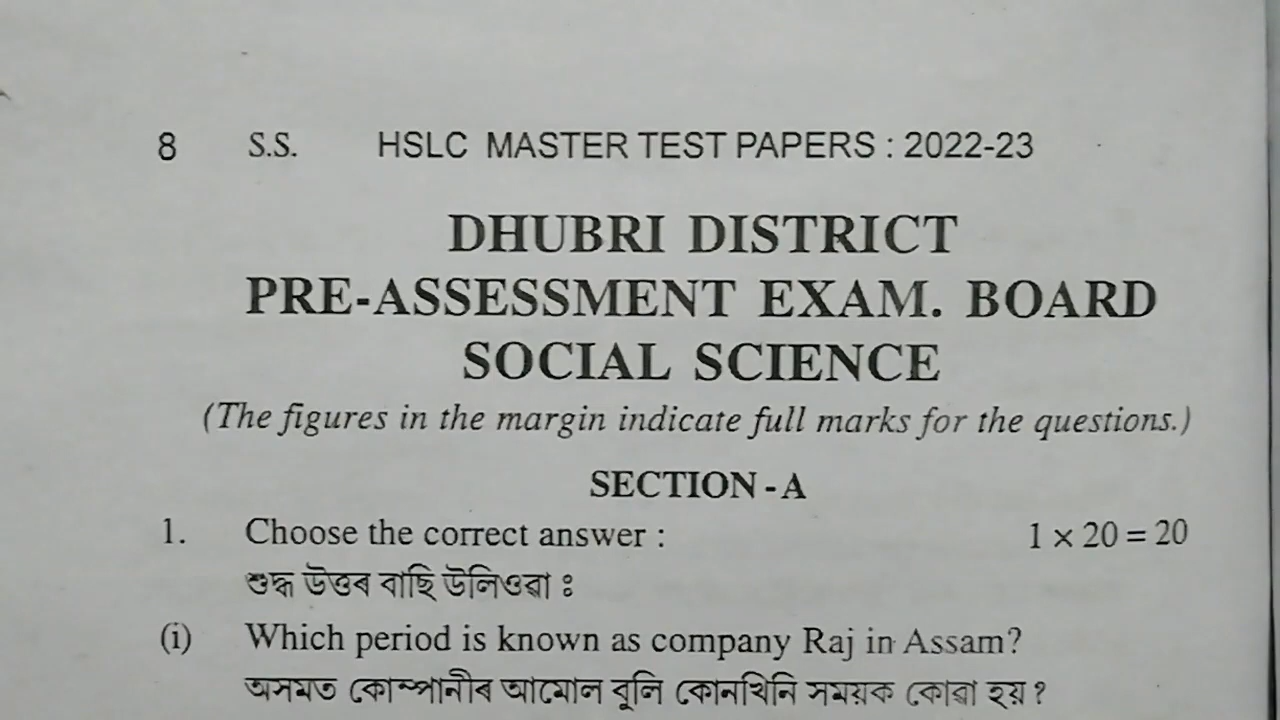 8 S.S. HSLC MASTER TEST PAPERS : 2022-23
DHUBRI DISTRICT
PRE-ASSESSMENT EXAM. BOARD
SOCIAL SCIENCE
(The figures in the margin indicate full marks for the questions.)
SECTION - A
1. Choose the correct answer : 1 × 20 = 20
শুদ্ধ উত্তৰ বাছি উলিওৱা ঃ
(i) Which period is known as company Raj in Assam?
অসমত কোম্পানীৰ আমোল বুলি কোনখিনি সময়ক কোৱা হয় ?